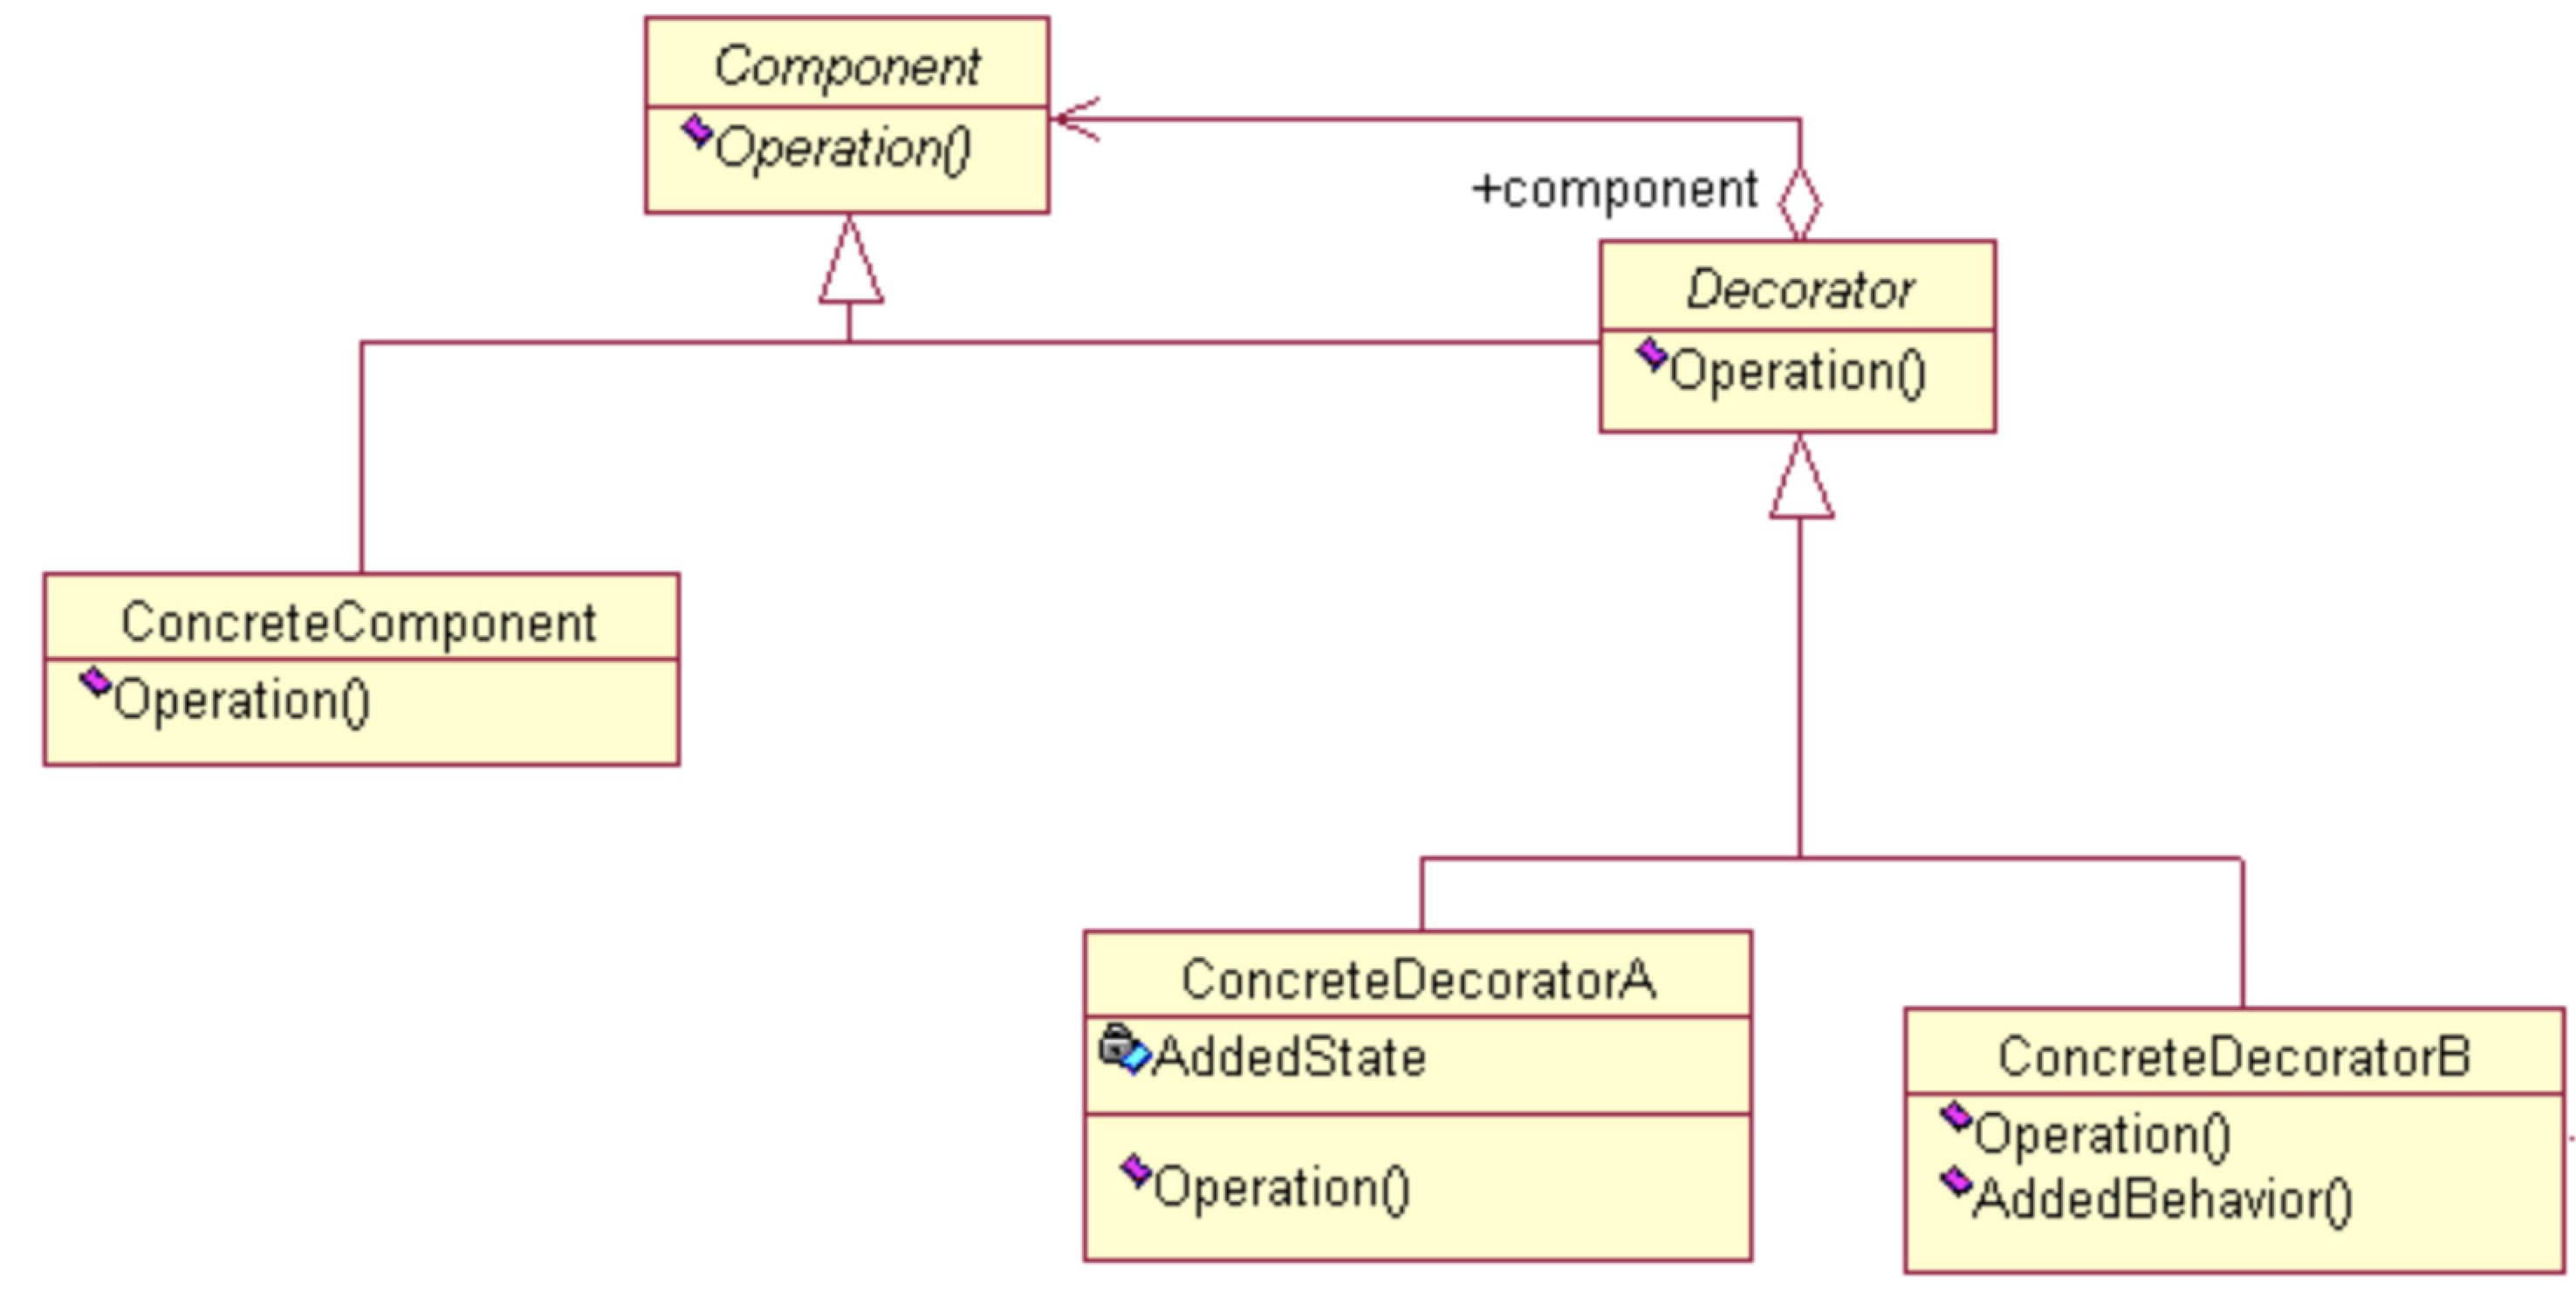 Component
Operation()
+component
Decorator
Operation()
ConcreteComponent
Operation()
ConcreteDecoratorA
AddedState
Operation()
ConcreteDecoratorB
Operation()
AddedBehavior()